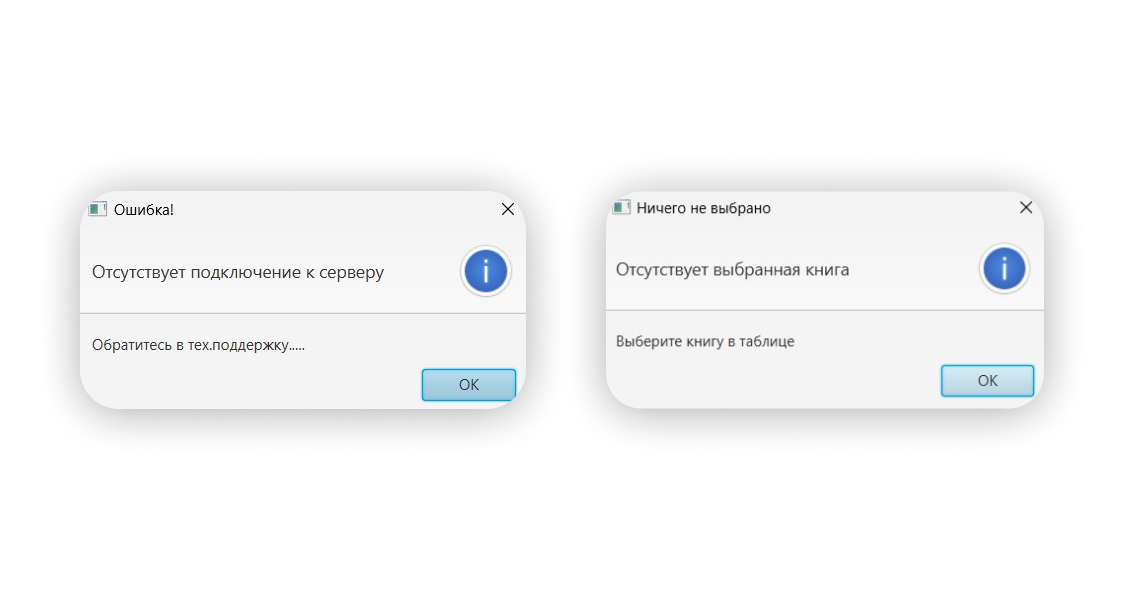 Ошибка!
Отсутствует подключение к серверу
Обратитесь в тех.поддержку.....
OK
Ничего не выбрано
Отсутствует выбранная книга
Выберите книгу в таблице
OK